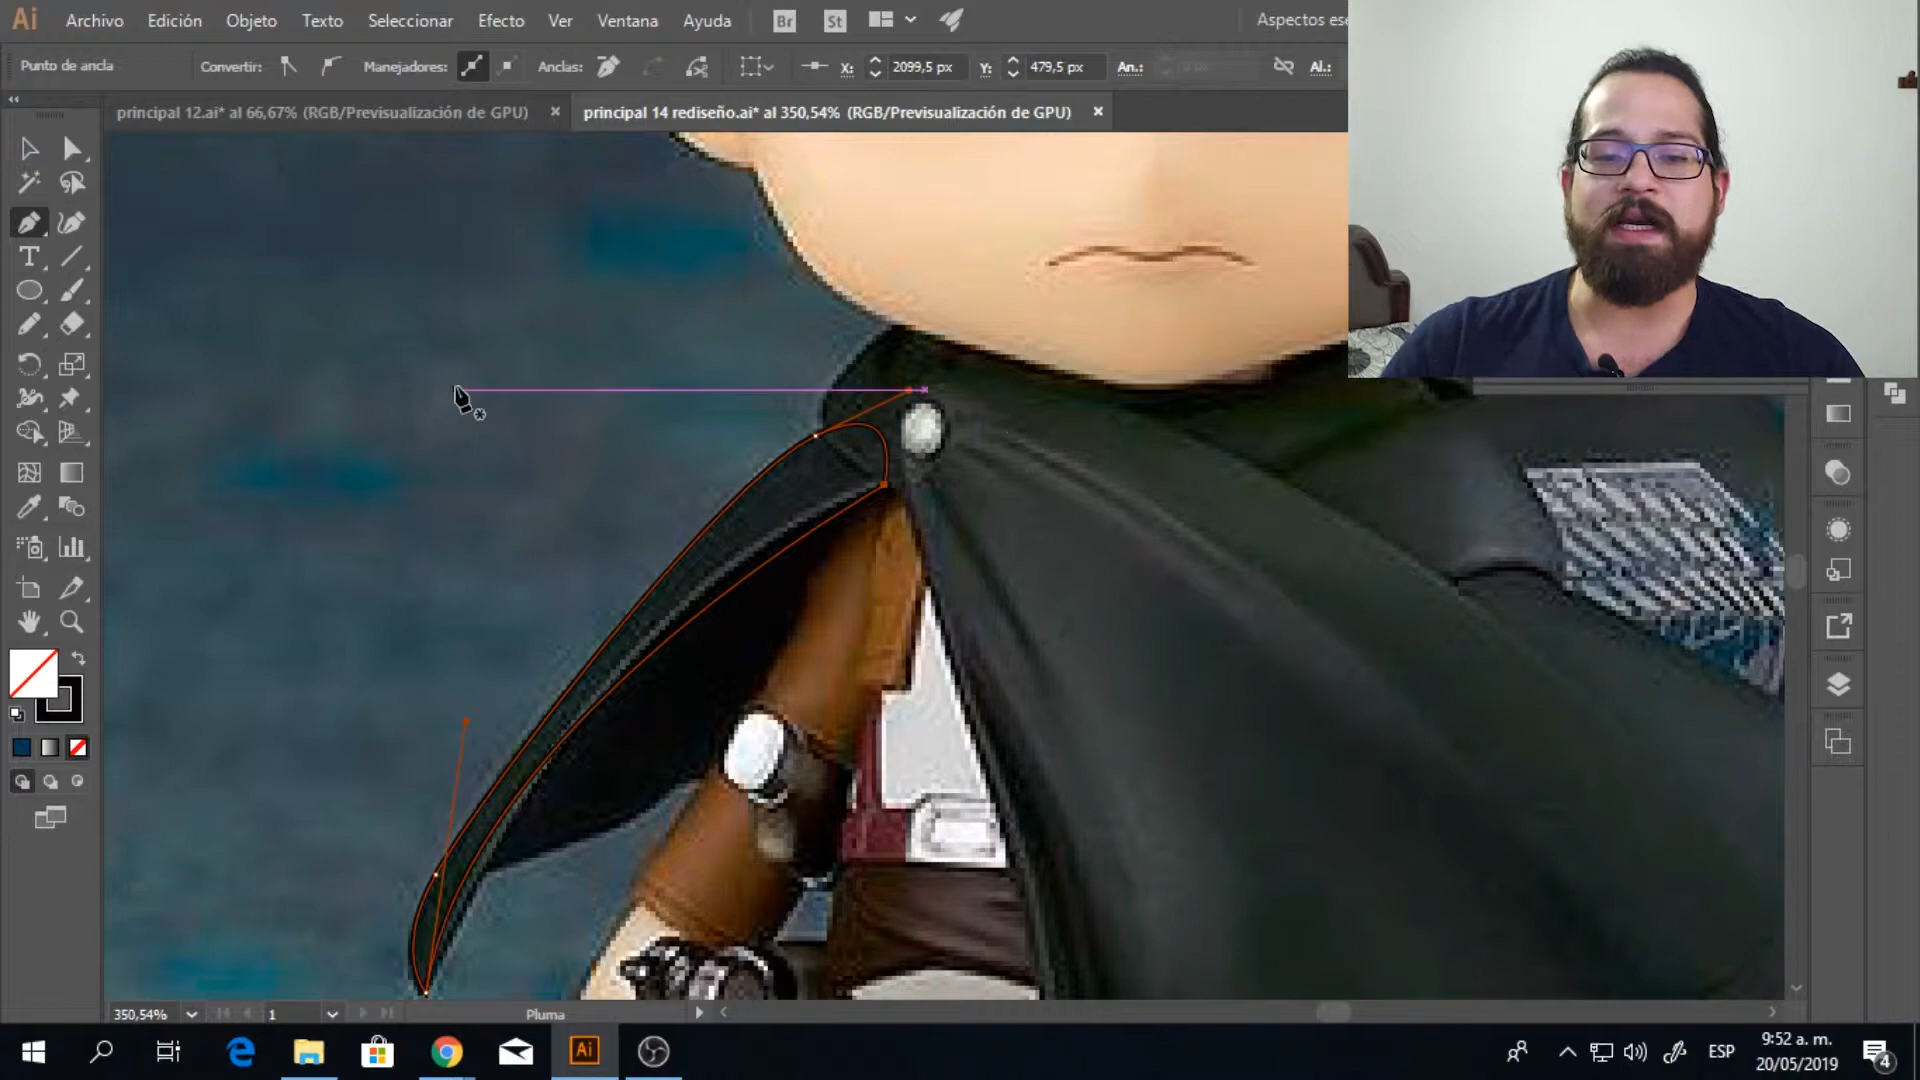 Ai Archivo Edición Objeto Texto Seleccionar Efecto Ver Ventana Ayuda Br St Aspectos ese
Punto de ancla Convertir: Manejadores: Anclas: X: 2099,5 px Y: 479,5 px An.: Al.:
principal 12.ai* al 66,67% (RGB/Previsualización de GPU) × principal 14 rediseño.ai* al 350,54% (RGB/Previsualización de GPU) ×
T
350,54% 1 Pluma
Ai ESP 9:52 a. m.
20/05/2019 4